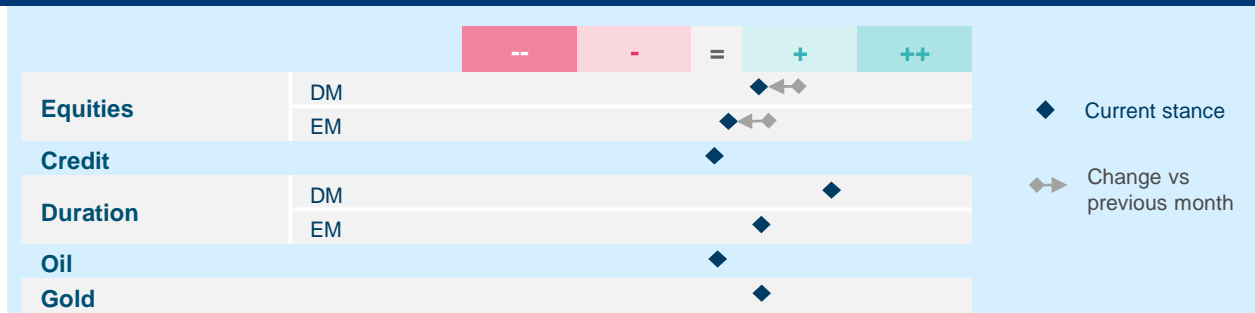 -- - = + ++
Equities
DM
EM
Credit
Duration
DM
EM
Oil
Gold
Current stance
Change vs
previous month